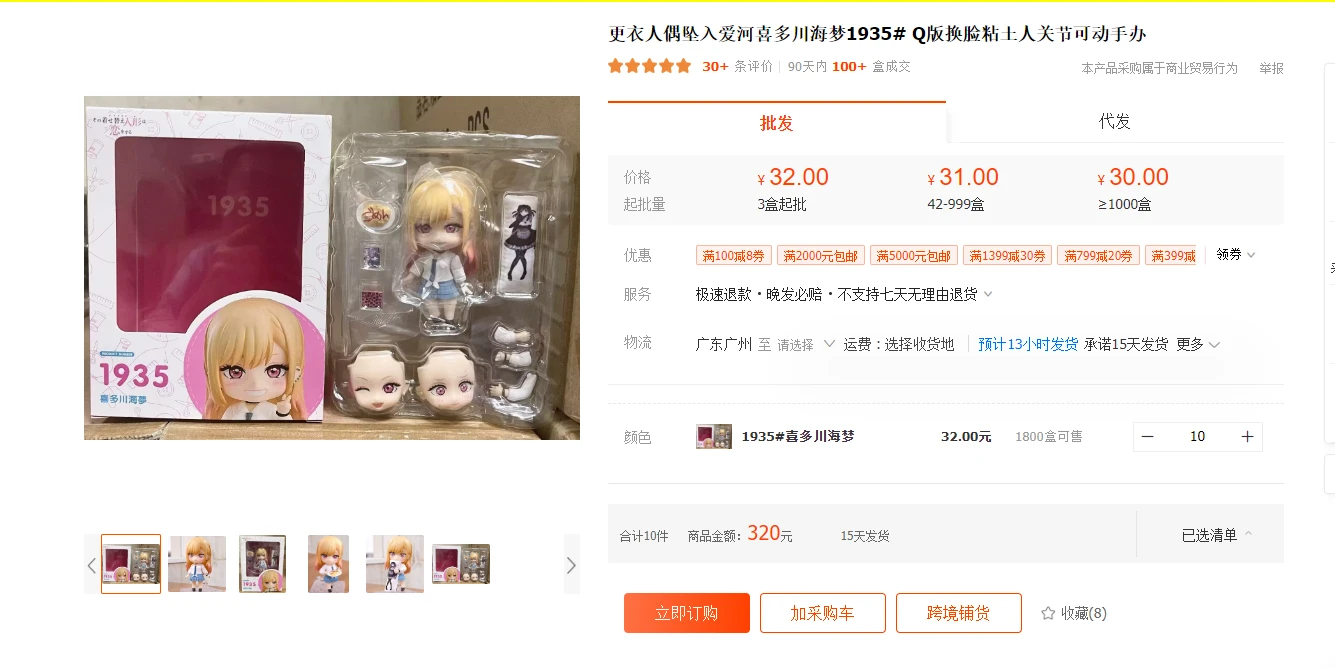 更衣人偶坠入爱河喜多川海梦1935# Q版换脸粘土人关节可动手办
30+ 条评价 90天内 100+ 盒成交
本产品采购属于商业贸易行为 举报
批发 代发
价格 ¥ 32.00 ¥ 31.00 ¥ 30.00
起批量 3盒起批 42-999盒 ≥1000盒
优惠 满100减8券 满2000元包邮 满5000元包邮 满1399减30券 满799减20券 满399减 领券
服务 极速退款・晚发必赔・不支持七天无理由退货
物流 广东广州 至 请选择 运费：选择收货地 预计13小时发货 承诺15天发货 更多
颜色 1935#喜多川海梦 32.00元 1800盒可售 — 10 +
合计10件 商品金额：320元 15天发货 已选清单
立即订购 加采购车 跨境铺货 收藏(8)
1935
1935
喜多川海夢